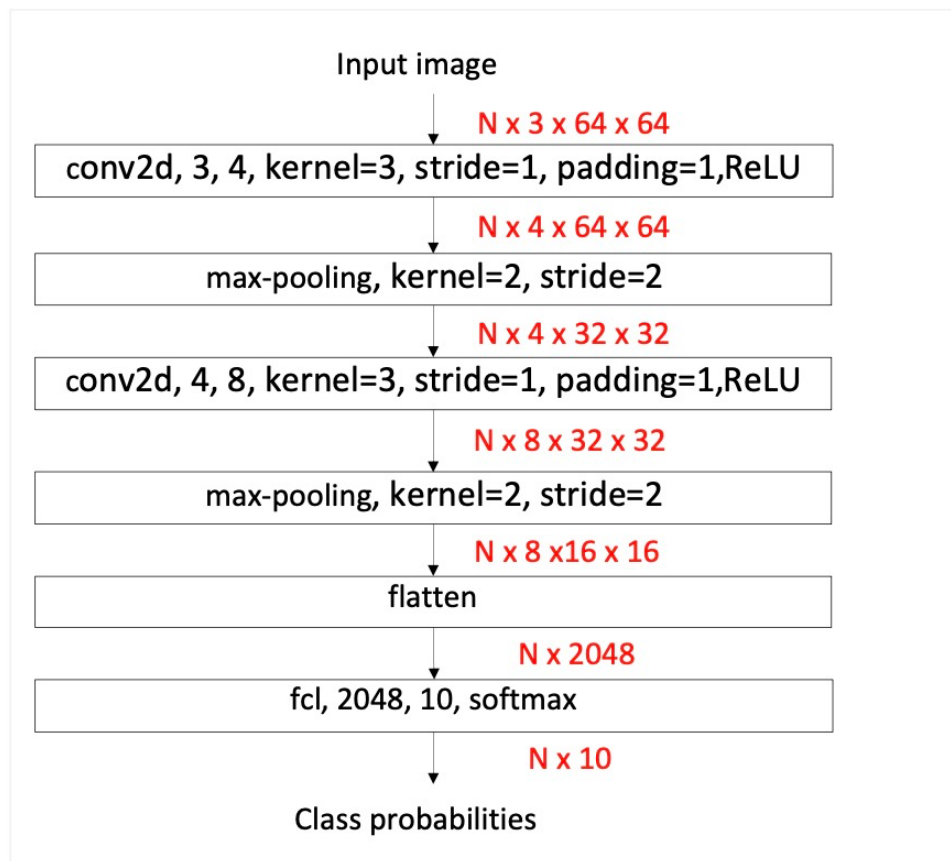 Input image
N x 3 x 64 x 64
conv2d, 3, 4, kernel=3, stride=1, padding=1,ReLU
N x 4 x 64 x 64
max-pooling, kernel=2, stride=2
N x 4 x 32 x 32
conv2d, 4, 8, kernel=3, stride=1, padding=1,ReLU
N x 8 x 32 x 32
max-pooling, kernel=2, stride=2
N x 8 x16 x 16
flatten
N x 2048
fcl, 2048, 10, softmax
N x 10
Class probabilities